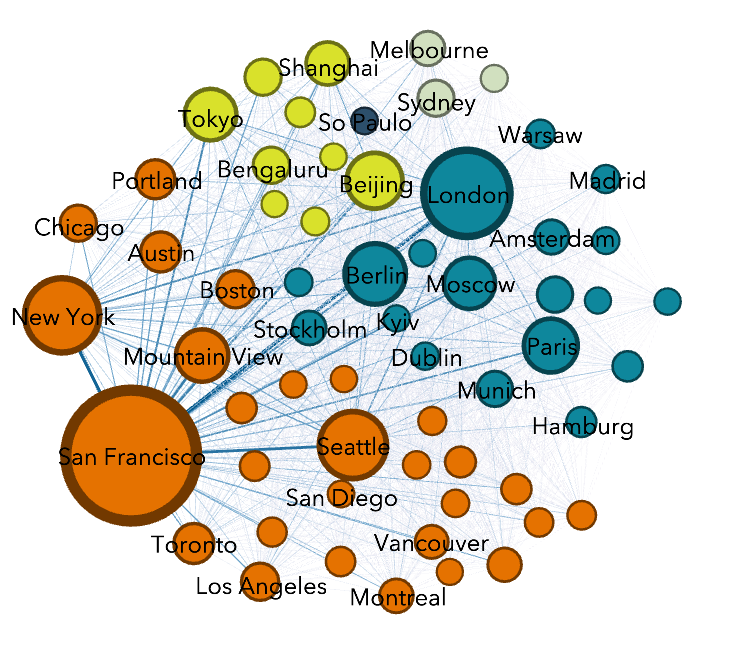 Melbourne
Shanghai
Sydney
Tokyo
So Paulo
Warsaw
Bengaluru
Portland
Beijing
Madrid
London
Chicago
Austin
Amsterdam
Boston
Berlin
Moscow
New York
Stockholm
Kyiv
Mountain View
Dublin
Paris
Munich
Hamburg
San Francisco
Seattle
San Diego
Toronto
Vancouver
Los Angeles
Montreal